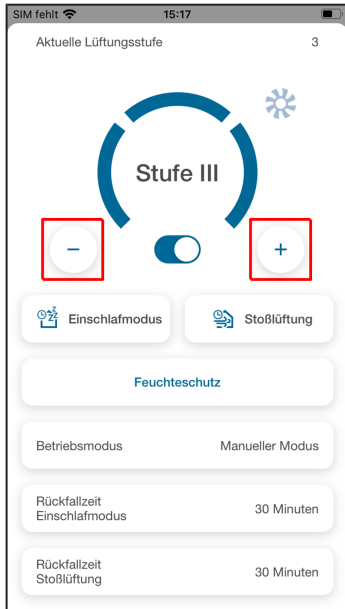 SIM fehlt 15:17
Aktuelle Lüftungsstufe 3
Stufe III
− +
Einschlafmodus Stoßlüftung
Feuchteschutz
Betriebsmodus Manueller Modus
Rückfallzeit
Einschlafmodus 30 Minuten
Rückfallzeit
Stoßlüftung 30 Minuten